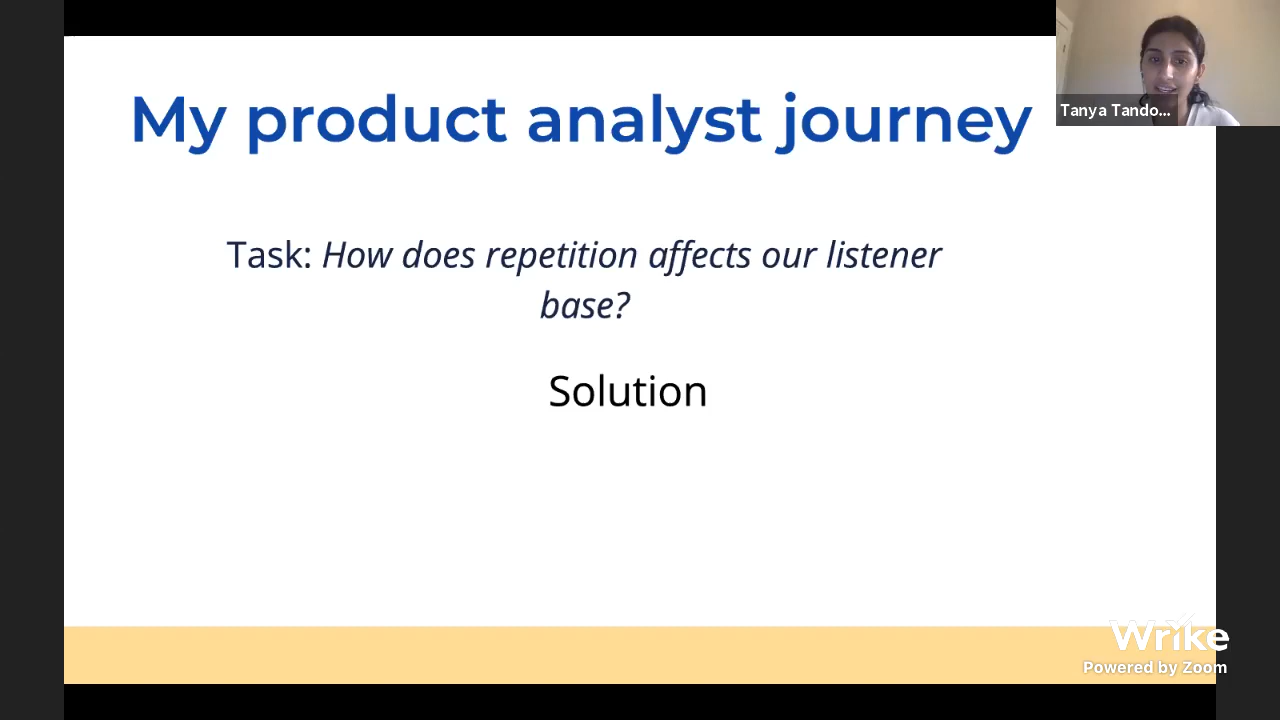 My product analyst journey
Tanya Tando...
Task: How does repetition affects our listener
base?
Solution
Wrike
Powered by Zoom